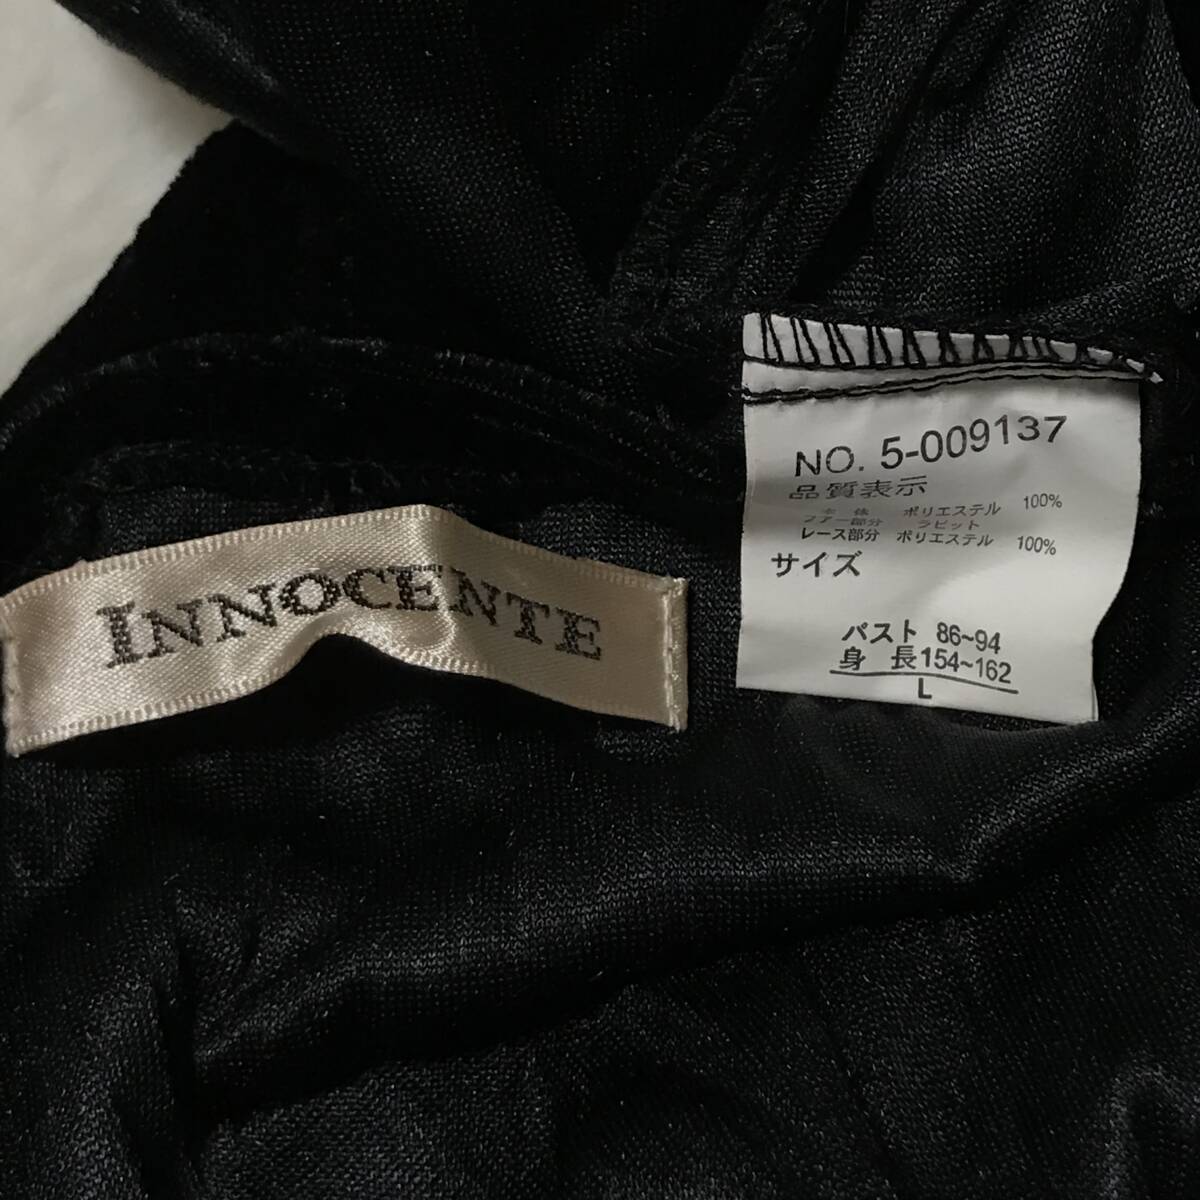 INNOCENTE
NO. 5-009137
品質表示
本 体 ポリエステル 100%
ファー部分 ラビット
レース部分 ポリエステル 100%
サイズ
バスト 86~94
身 長 154~162
L